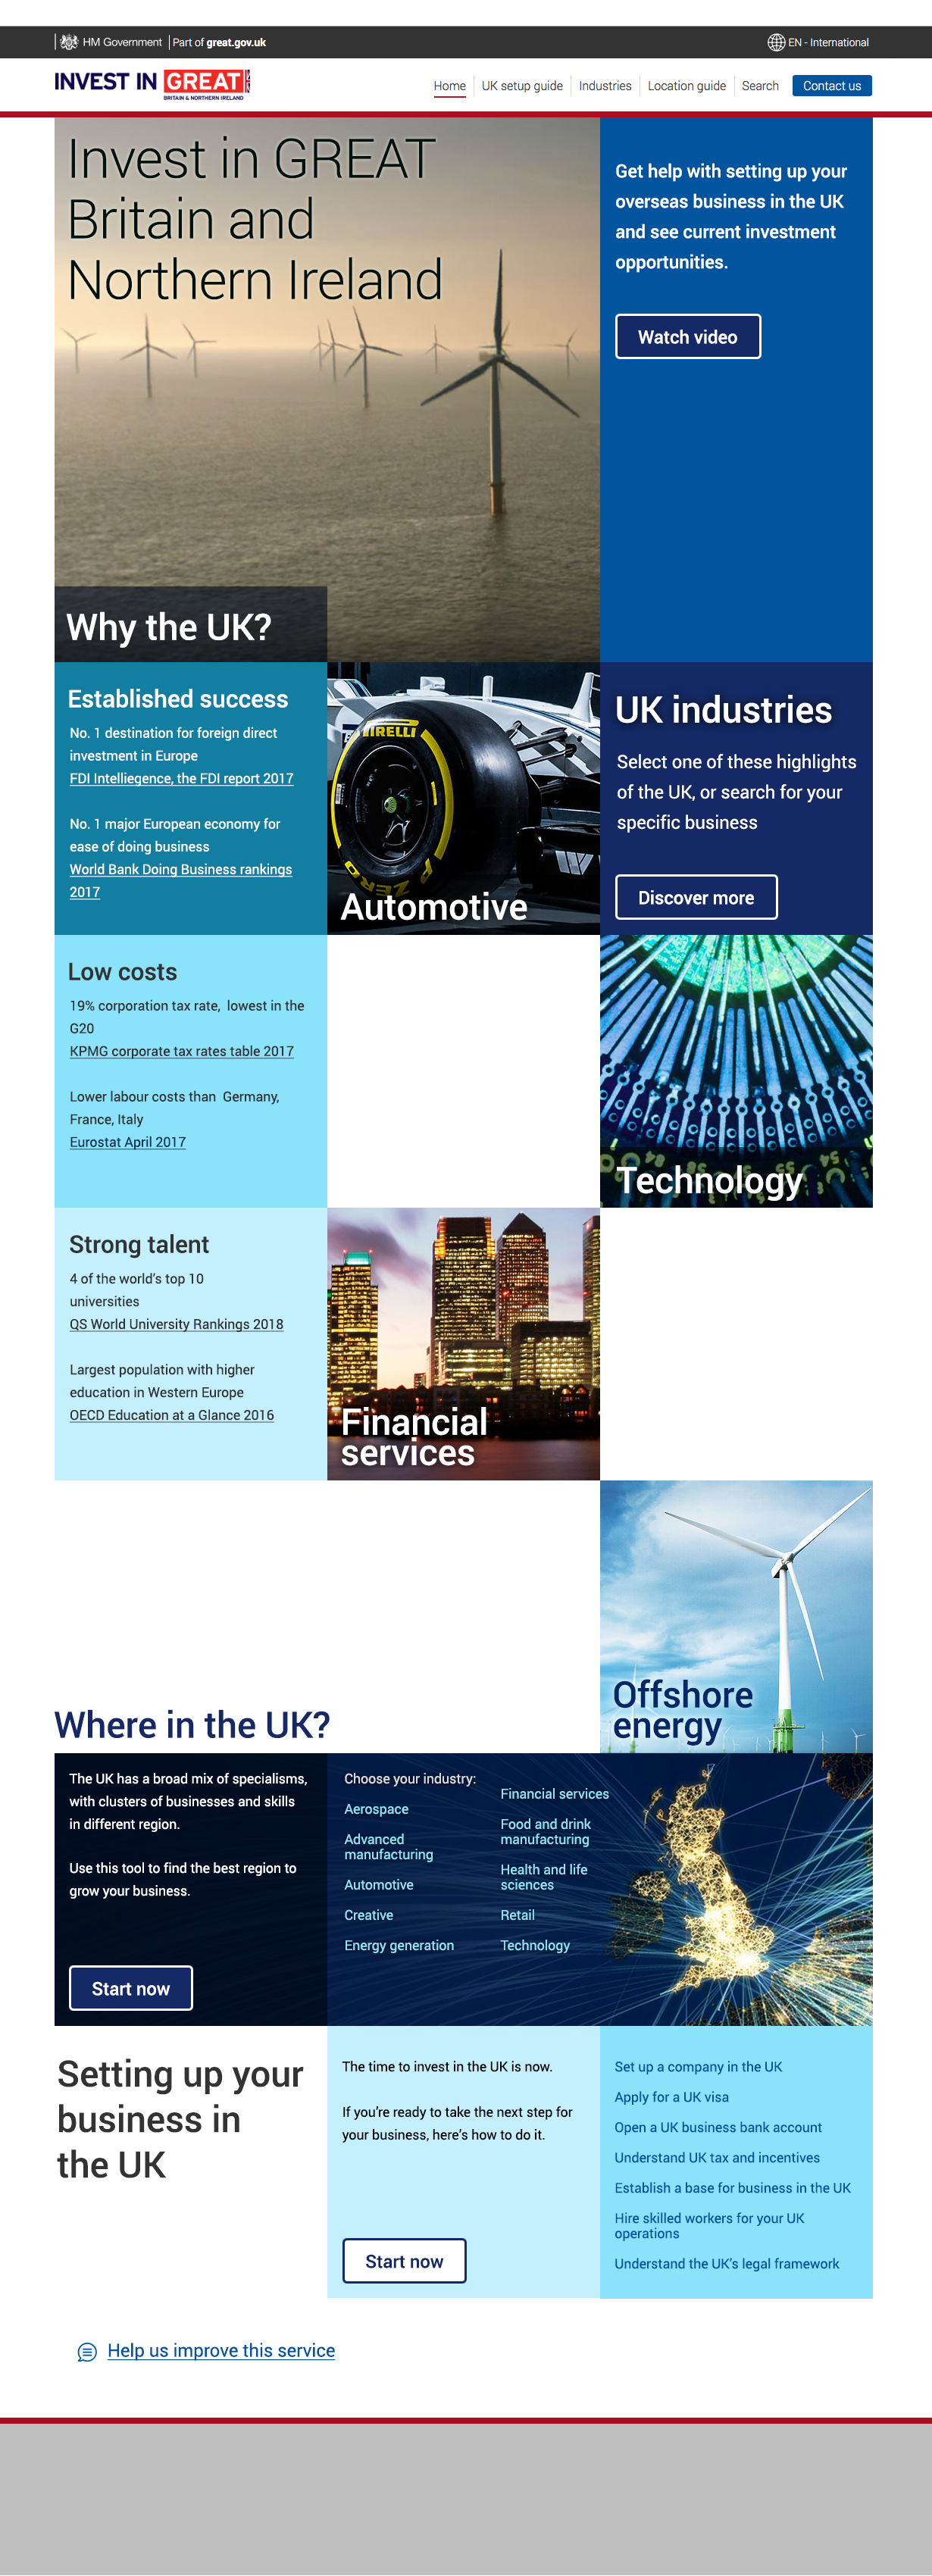 HM Government
Part of great.gov.uk
EN - International
INVEST IN GREAT
BRITAIN & NORTHERN IRELAND
Home
UK setup guide
Industries
Location guide
Search
Contact us
Invest in GREAT
Britain and
Northern Ireland
Get help with setting up your
overseas business in the UK
and see current investment
opportunities.
Watch video
Why the UK?
Established success
No. 1 destination for foreign direct
investment in Europe
FDI Intelliegence, the FDI report 2017
No. 1 major European economy for
ease of doing business
World Bank Doing Business rankings
2017
PIRELLI
ZERO
Automotive
UK industries
Select one of these highlights
of the UK, or search for your
specific business
Discover more
Low costs
19% corporation tax rate,  lowest in the
G20
KPMG corporate tax rates table 2017
Lower labour costs than  Germany,
France, Italy
Eurostat April 2017
Technology
Strong talent
4 of the world's top 10
universities
QS World University Rankings 2018
Largest population with higher
education in Western Europe
OECD Education at a Glance 2016
Financial
services
Offshore
energy
Where in the UK?
The UK has a broad mix of specialisms,
with clusters of businesses and skills
in different region.
Use this tool to find the best region to
grow your business.
Start now
Choose your industry:
Aerospace
Advanced
manufacturing
Automotive
Creative
Energy generation
Financial services
Food and drink
manufacturing
Health and life
sciences
Retail
Technology
Setting up your
business in
the UK
The time to invest in the UK is now.
If you're ready to take the next step for
your business, here's how to do it.
Start now
Set up a company in the UK
Apply for a UK visa
Open a UK business bank account
Understand UK tax and incentives
Establish a base for business in the UK
Hire skilled workers for your UK
operations
Understand the UK's legal framework
Help us improve this service